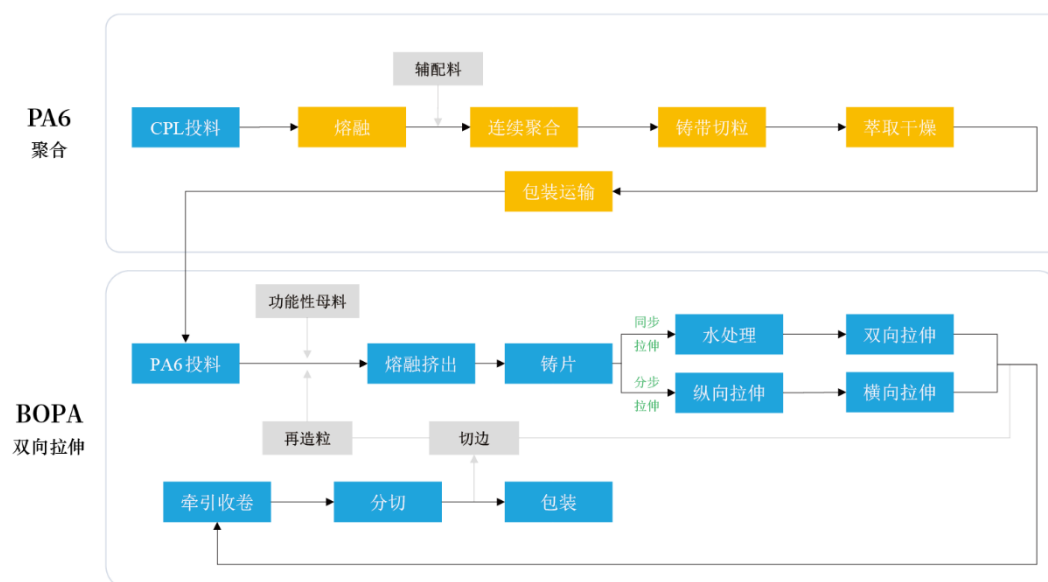 PA6
聚合
辅配料
CPL投料
熔融
连续聚合
铸带切粒
萃取干燥
包装运输
BOPA
双向拉伸
功能性母料
PA6投料
熔融挤出
铸片
同步
拉伸
水处理
双向拉伸
分步
拉伸
纵向拉伸
横向拉伸
再造粒
切边
牵引收卷
分切
包装